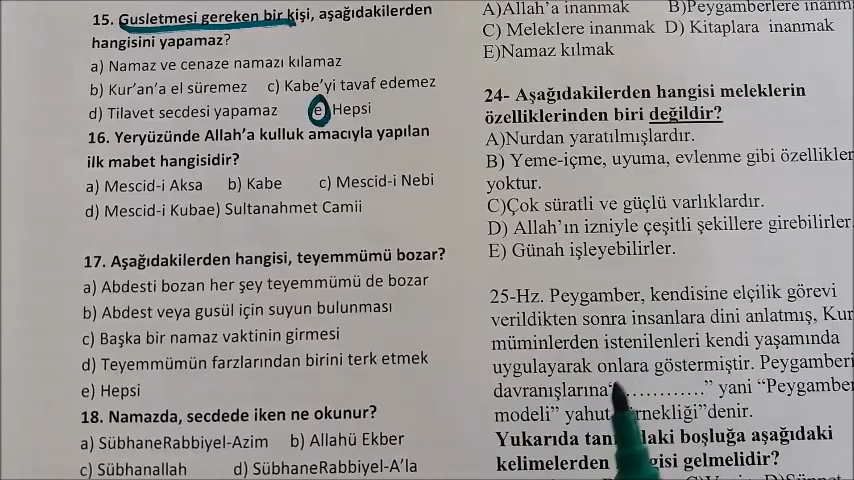 15. Gusletmesi gereken bir kişi, aşağıdakilerden
hangisini yapamaz?
a) Namaz ve cenaze namazı kılamaz
b) Kur'an'a el süremez c) Kabe'yi tavaf edemez
d) Tilavet secdesi yapamaz e) Hepsi
16. Yeryüzünde Allah'a kulluk amacıyla yapılan
ilk mabet hangisidir?
a) Mescid-i Aksa b) Kabe c) Mescid-i Nebi
d) Mescid-i Kubae) Sultanahmet Camii
17. Aşağıdakilerden hangisi, teyemmümü bozar?
a) Abdesti bozan her şey teyemmümü de bozar
b) Abdest veya gusül için suyun bulunması
c) Başka bir namaz vaktinin girmesi
d) Teyemmümün farzlarından birini terk etmek
e) Hepsi
18. Namazda, secdede iken ne okunur?
a) SübhaneRabbiyel-Azim b) Allahü Ekber
c) Sübhanallah d) SübhaneRabbiyel-A'la
A)Allah'a inanmak B)Peygamberlere inanm
C) Meleklere inanmak D) Kitaplara inanmak
E)Namaz kılmak
24- Aşağıdakilerden hangisi meleklerin
özelliklerinden biri değildir?
A)Nurdan yaratılmışlardır.
B) Yeme-içme, uyuma, evlenme gibi özellikler
yoktur.
C)Çok süratli ve güçlü varlıklardır.
D) Allah'ın izniyle çeşitli şekillere girebilirler
E) Günah işleyebilirler.
25-Hz. Peygamber, kendisine elçilik görevi
verildikten sonra insanlara dini anlatmış, Kur
müminlerden istenilenleri kendi yaşamında
uygulayarak onlara göstermiştir. Peygamberi
davranışlarına "…………" yani "Peygamber
modeli" yahut örnekliği"denir.
Yukarıda boşluğa aşağıdaki
kelimelerden gelmelidir?